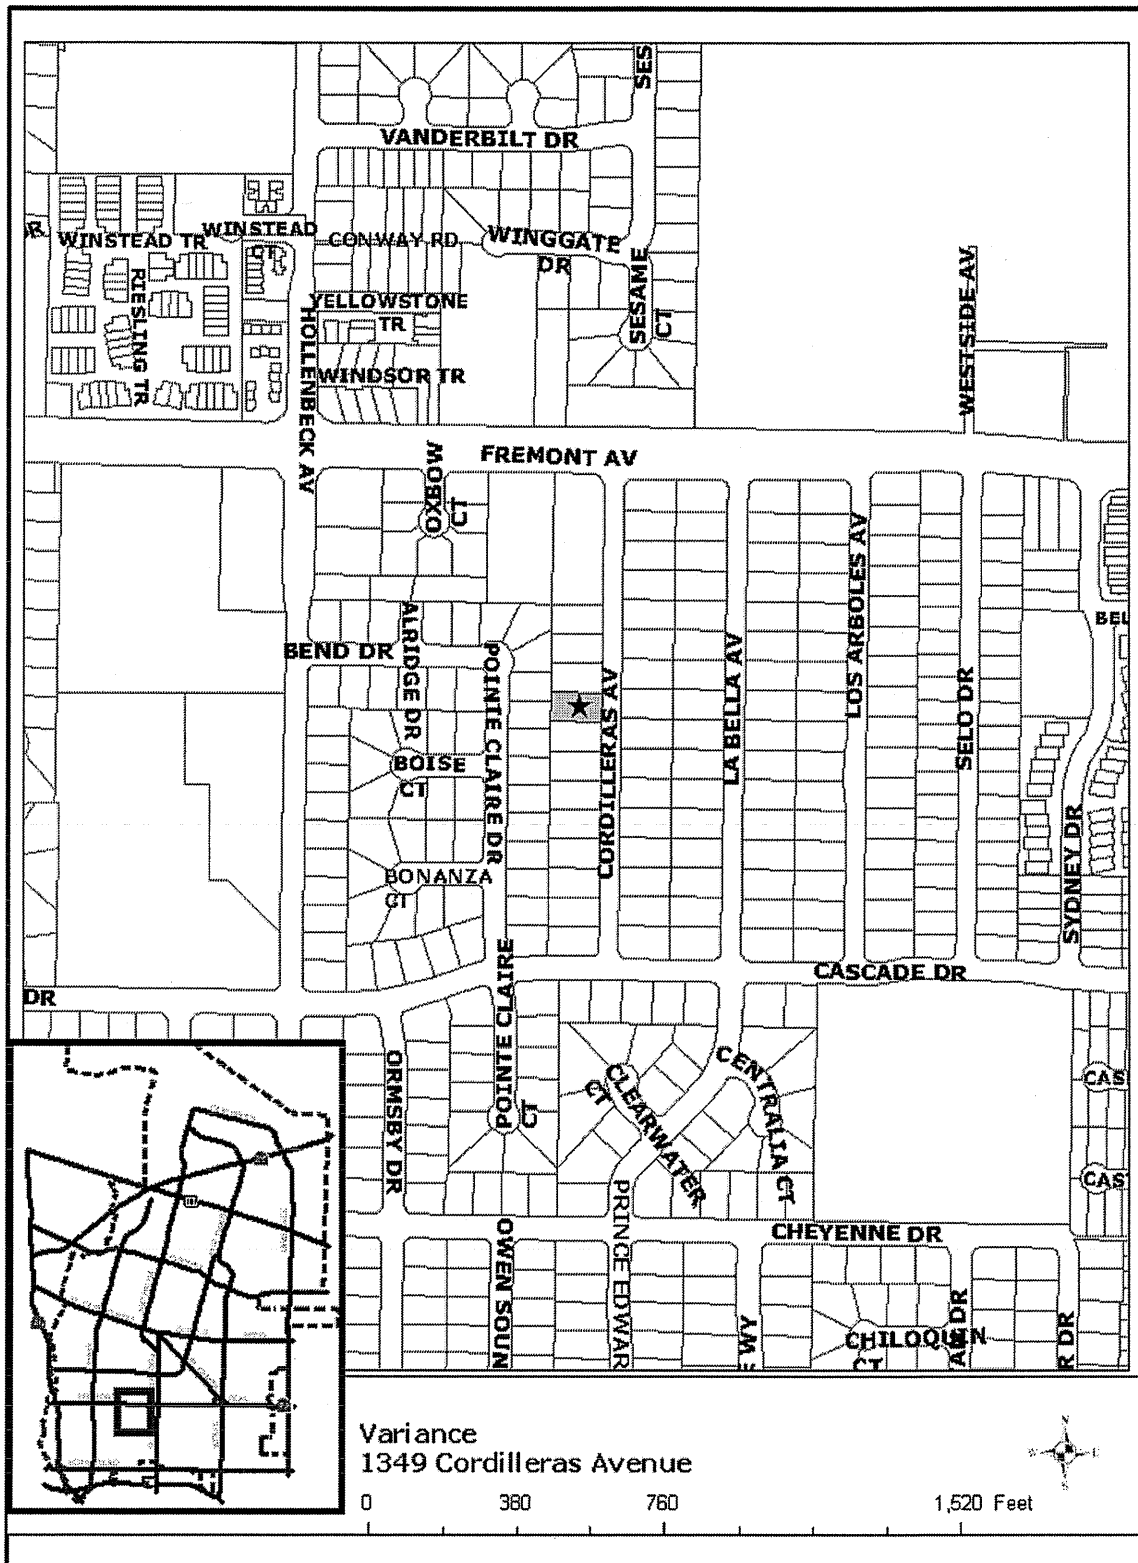 SES
VANDERBILT DR
WINSTEAD TR
WINSTEAD
CT
CONWAY RD
WINGGATE
DR
SESAME
CT
RIESLING TR
HOLLENBECK AV
YELLOWSTONE
TR
WINDSOR TR
WESTSIDE AV
FREMONT AV
OXBOW
CT
ALRIDGE DR
BEND DR
POINTE CLAIRE DR
CORDILLERAS AV
LA BELLA AV
LOS ARBOLES AV
SELO DR
BEL
BOISE
CT
SYDNEY DR
BONANZA
CT
DR
CASCADE DR
POINTE CLAIRE
CT
ORMSBY DR
CLEARWATER
CT
CENTRALIA CT
CAS
CAST
PRINCE EDWAR
OWEN SOUN
CHEYENNE DR
E WY
CHILOQUIN
CT
R DR
Variance
1349 Cordilleras Avenue
N
W
E
S
0 380 760 1,520 Feet